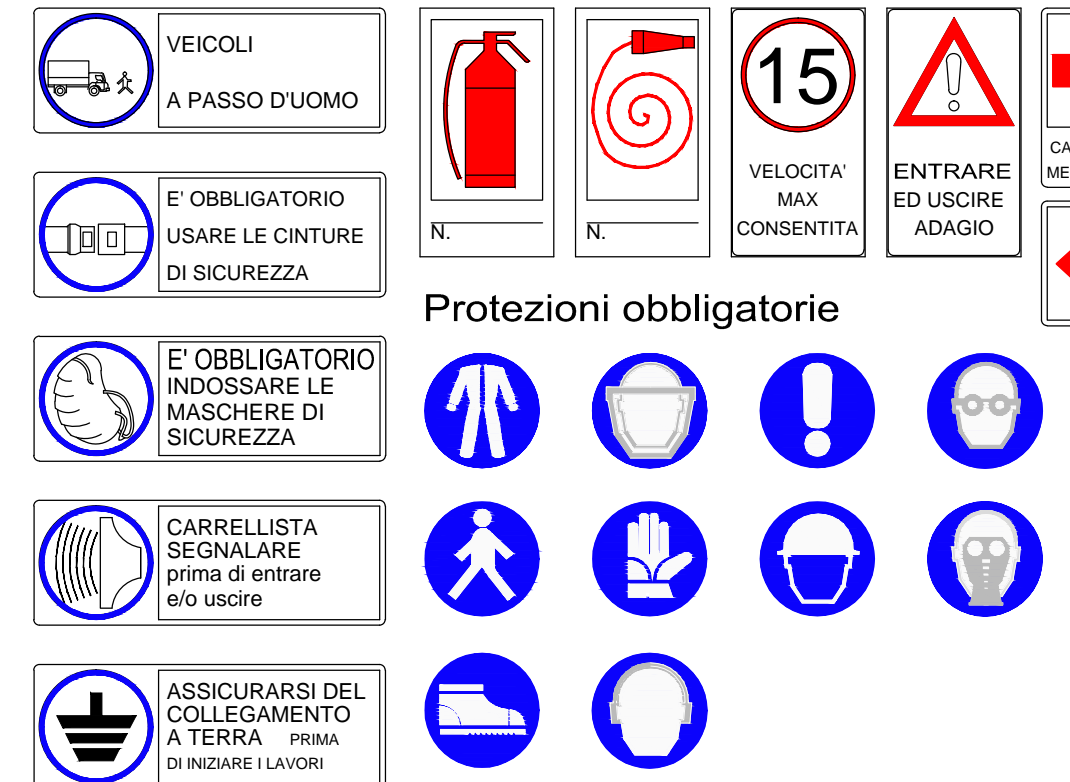 VEICOLI
A PASSO D'UOMO
E' OBBLIGATORIO
USARE LE CINTURE
DI SICUREZZA
E' OBBLIGATORIO
INDOSSARE LE
MASCHERE DI
SICUREZZA
CARRELLISTA
SEGNALARE
prima di entrare
e/o uscire
ASSICURARSI DEL
COLLEGAMENTO
A TERRA PRIMA
DI INIZIARE I LAVORI
N.
N.
15
VELOCITA'
MAX
CONSENTITA
ENTRARE
ED USCIRE
ADAGIO
Protezioni obbligatorie